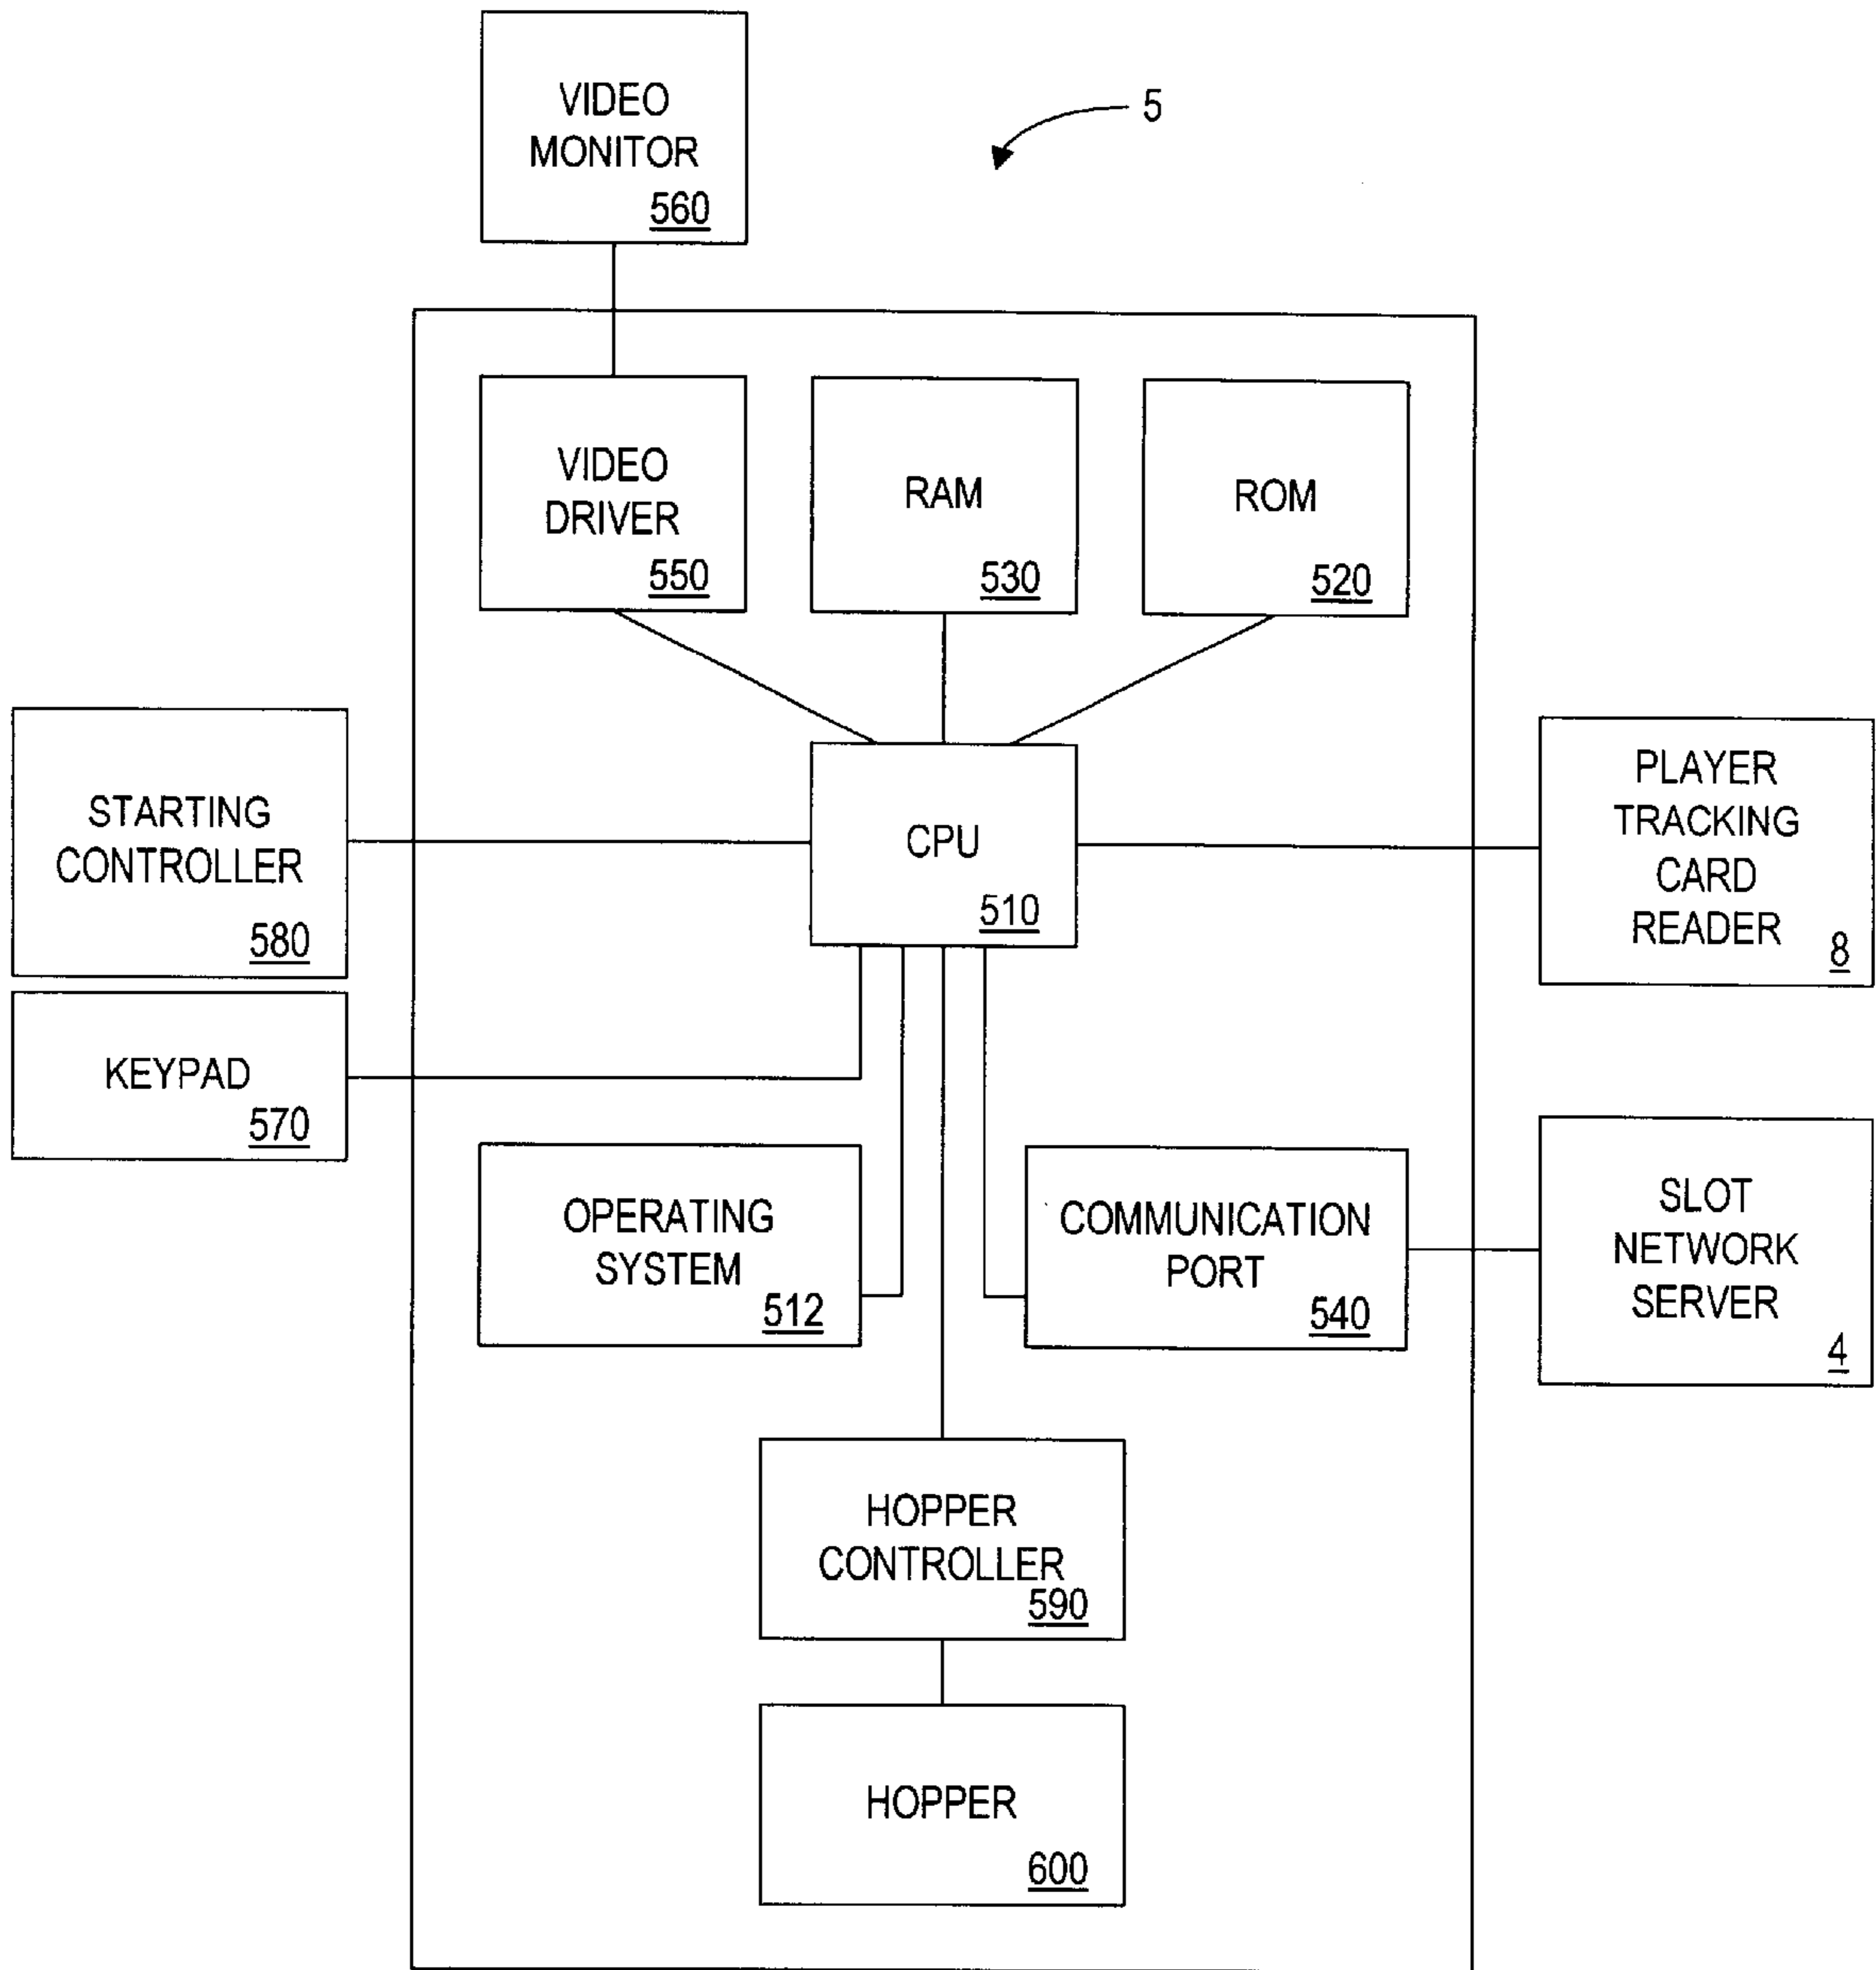 VIDEO
MONITOR
560
5
VIDEO
DRIVER
550
RAM
530
ROM
520
STARTING
CONTROLLER
580
CPU
510
PLAYER
TRACKING
CARD
READER
8
KEYPAD
570
OPERATING
SYSTEM
512
COMMUNICATION
PORT
540
SLOT
NETWORK
SERVER
4
HOPPER
CONTROLLER
590
HOPPER
600